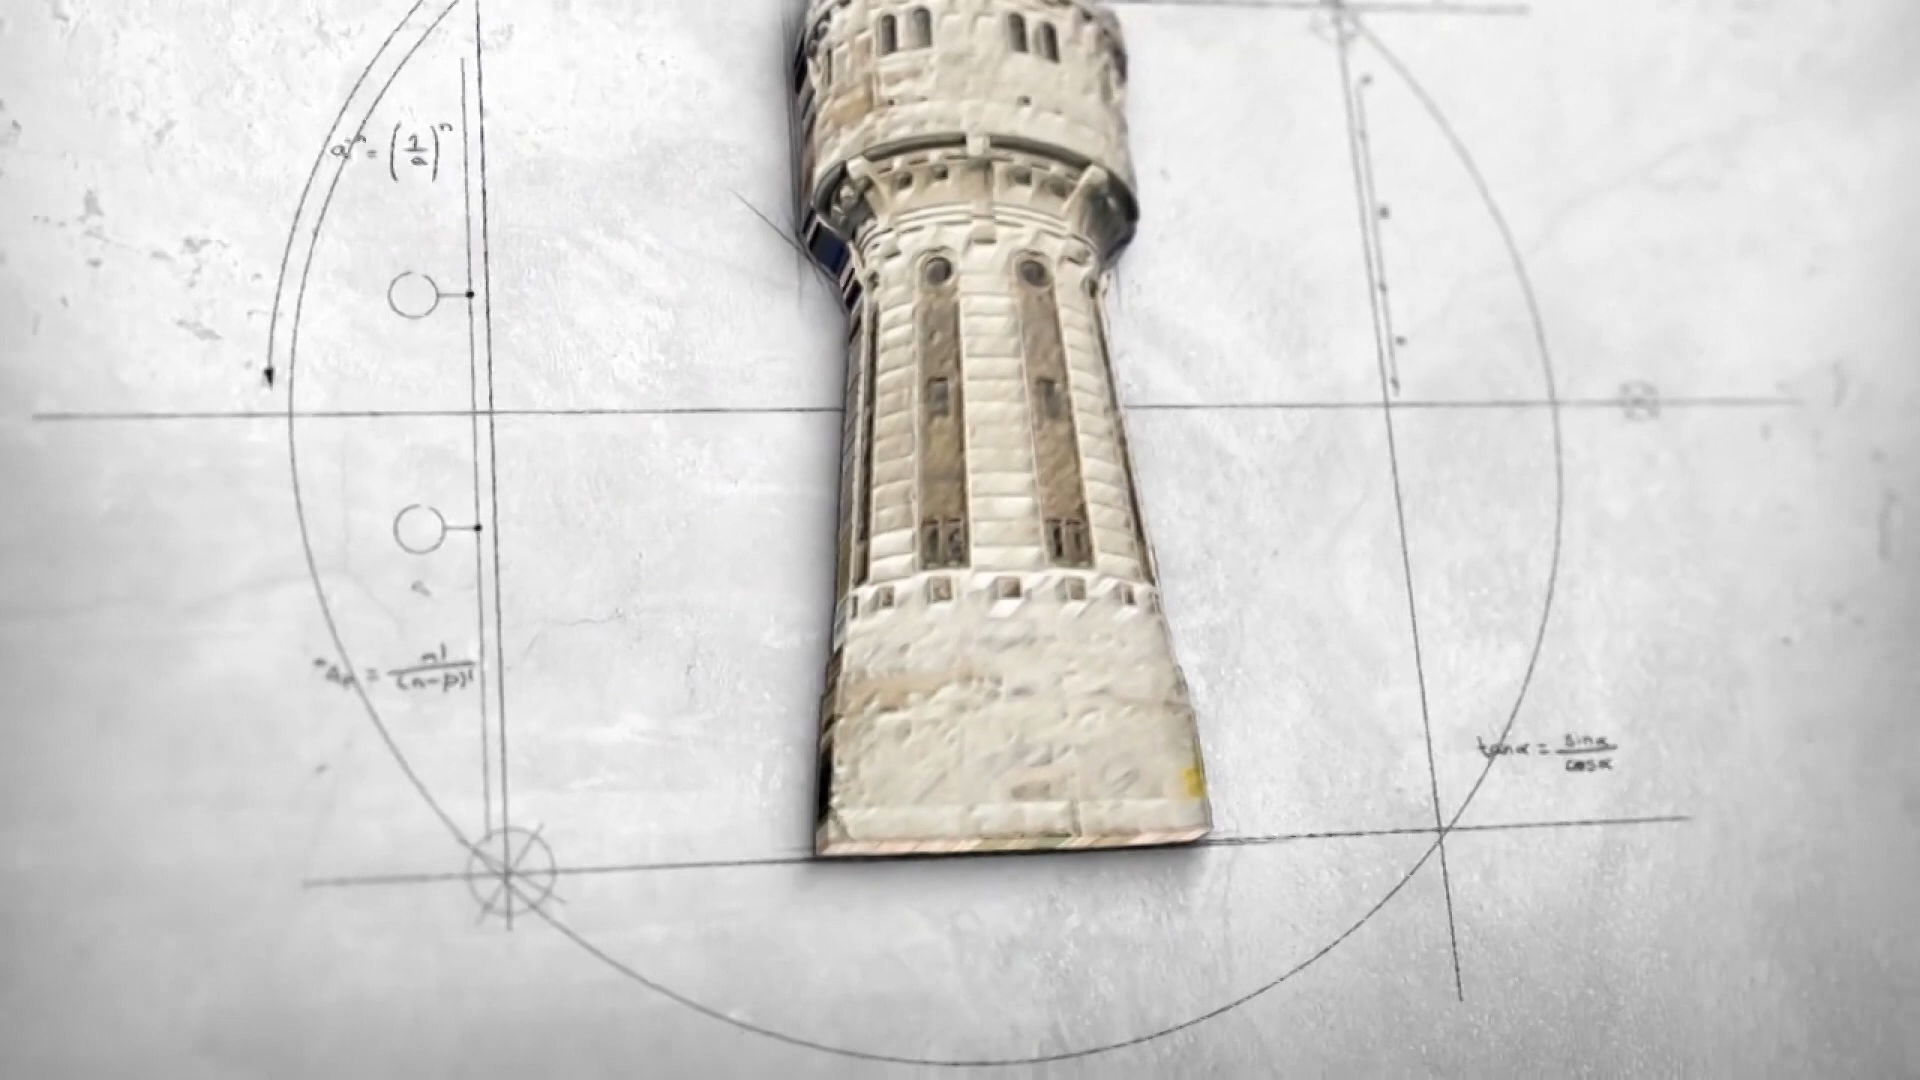 a⁻ⁿ = (1/a)ⁿ
ⁿAₚ = n!/(n-p)!
tanα = sinα/cosα